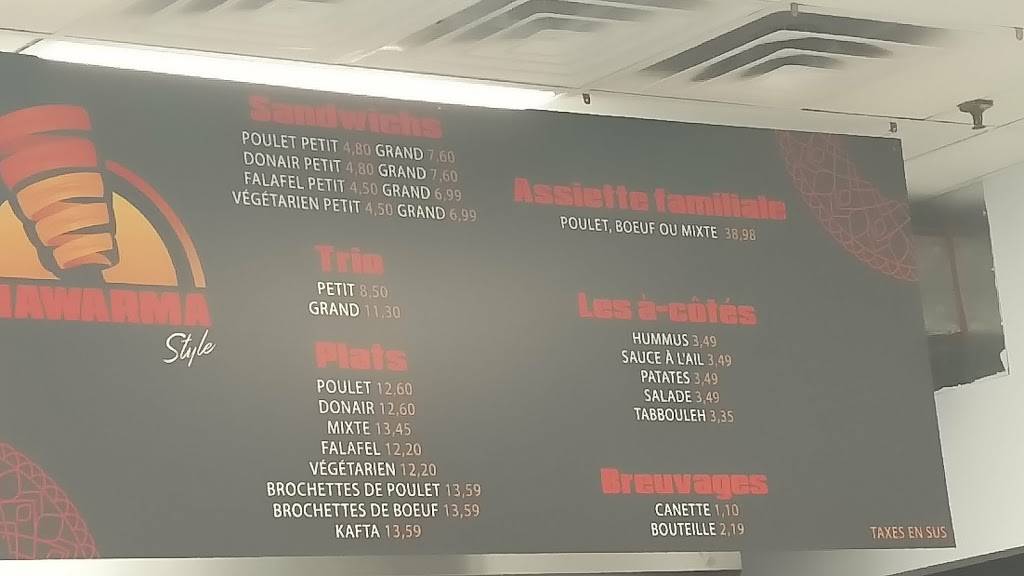 Sandwichs
POULET PETIT 4,80 GRAND 7,60
DONAIR PETIT 4,80 GRAND 7,60
FALAFEL PETIT 4,50 GRAND 6,99
VÉGÉTARIEN PETIT 4,50 GRAND 6,99
Trio
PETIT 8,50
GRAND 11,30
Plats
POULET 12,60
DONAIR 12,60
MIXTE 13,45
FALAFEL 12,20
VÉGÉTARIEN 12,20
BROCHETTES DE POULET 13,59
BROCHETTES DE BOEUF 13,59
KAFTA 13,59
Assiette familiale
POULET, BOEUF OU MIXTE 38,98
Les à-côtés
HUMMUS 3,49
SAUCE À L'AIL 3,49
PATATES 3,49
SALADE 3,49
TABBOULEH 3,35
Breuvages
CANETTE 1,10
BOUTEILLE 2,19
TAXES EN SUS
HAWARMA
Style